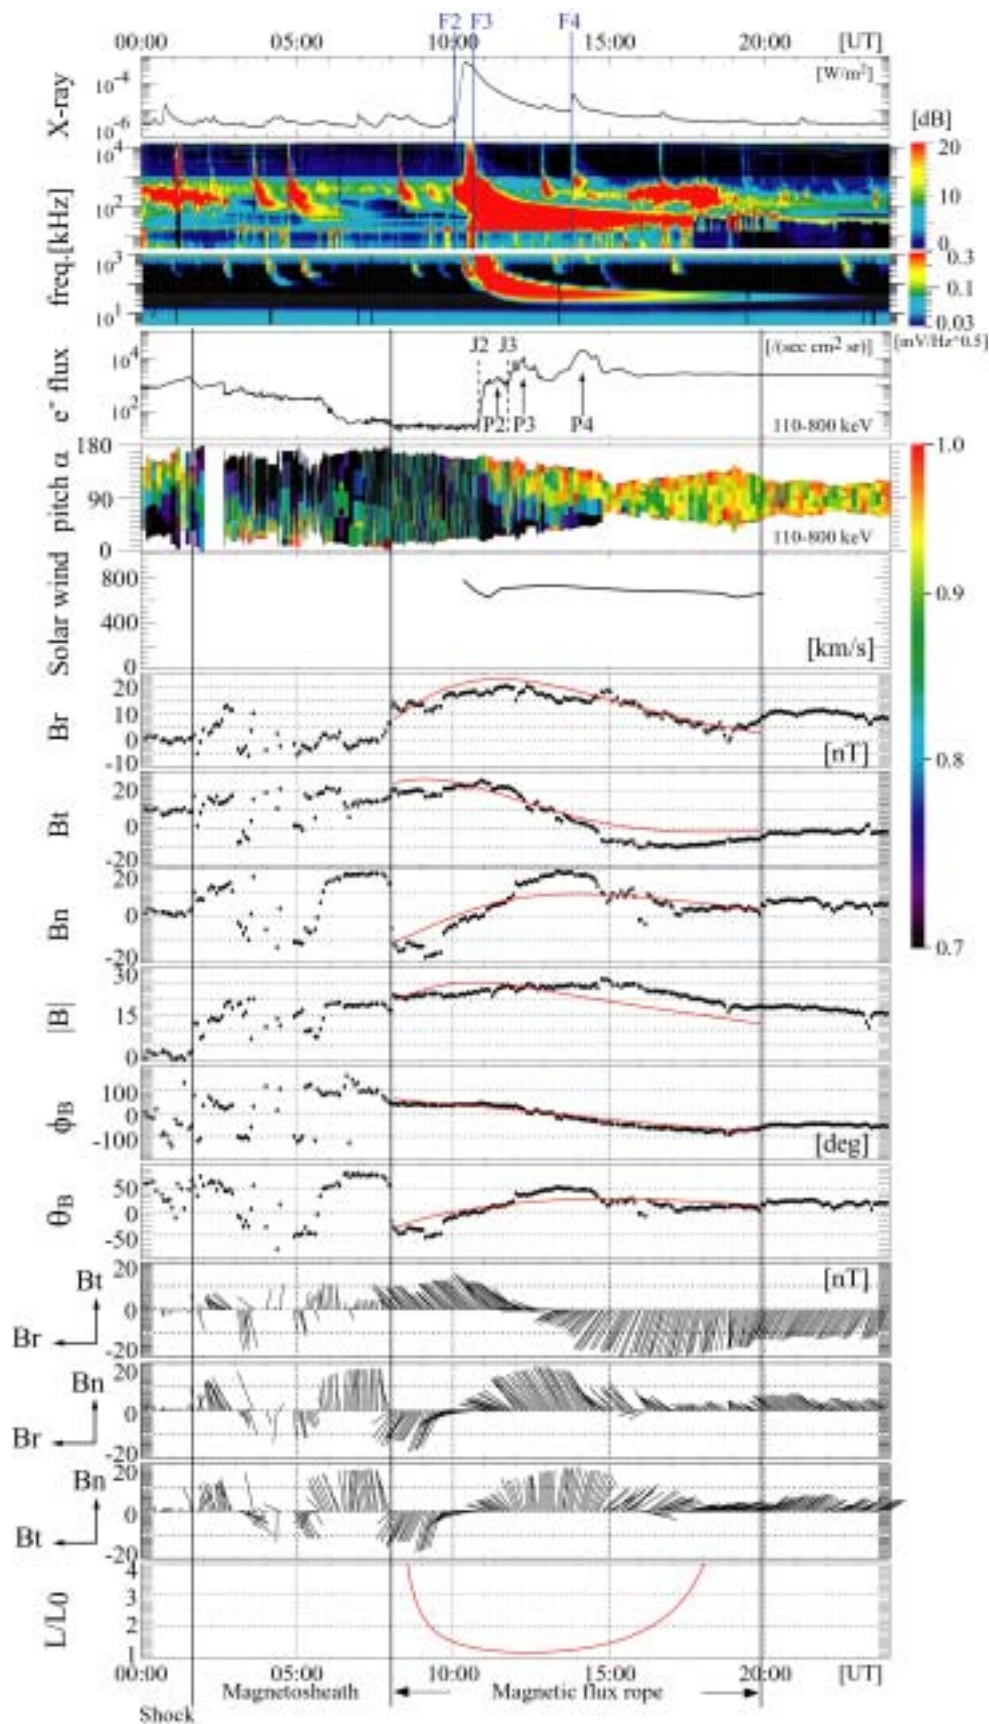 F2 F3 F4
00:00 05:00 10:00 15:00 20:00 [UT]
X-ray
10⁻⁴
10⁻⁶
[W/m²]
[dB]
20
10
0
freq.[kHz]
10⁴
10²
10³
10¹
0.3
0.1
0.03
[mV/Hz^0.5]
e⁻ flux
10⁴
10²
J2 J3
P2 P3 P4
[/(sec cm² sr)]
110-800 keV
pitch α
180
90
0
110-800 keV
1.0
0.9
0.8
0.7
Solar wind
800
400
0
[km/s]
Br
20
10
0
-10
[nT]
Bt
20
0
-20
Bn
20
0
-20
|B|
30
15
0
ϕB
100
0
-100
[deg]
θB
50
0
-50
Bt
Br
20
0
-20
[nT]
Bn
Br
20
0
-20
Bn
Bt
20
0
-20
L/L0
4
3
2
1
00:00 05:00 10:00 15:00 20:00 [UT]
Magnetosheath Magnetic flux rope
Shock